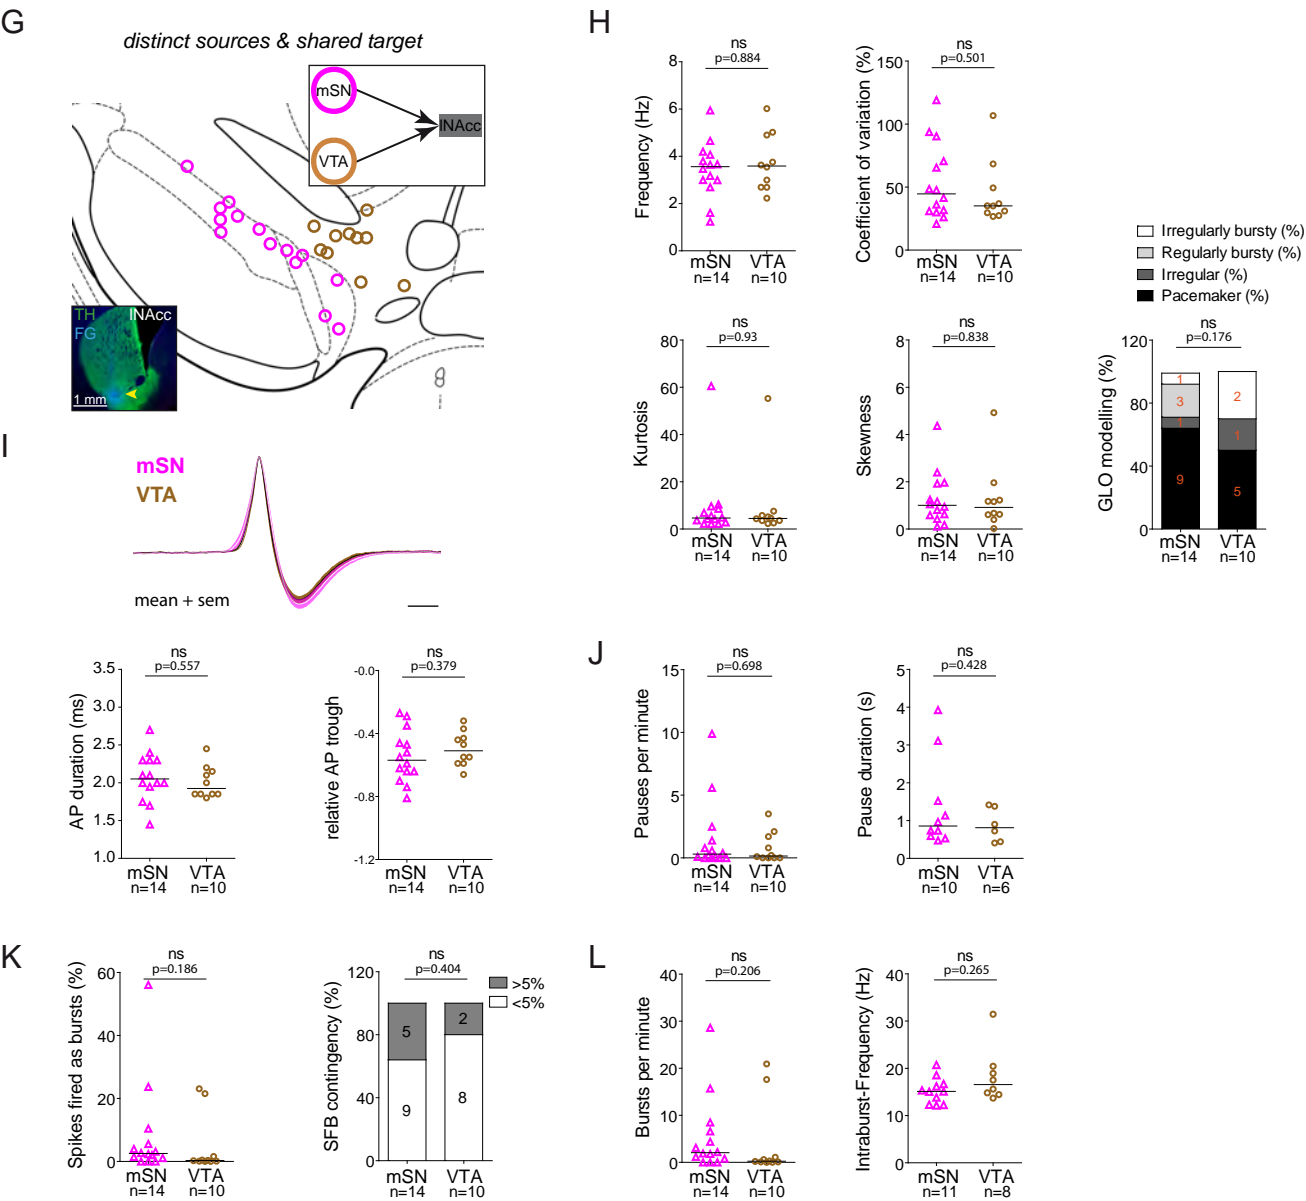 G
distinct sources & shared target
mSN
VTA
lNAcc
TH
lNAcc
FG
1 mm
H
ns
p=0.884
Frequency (Hz)
8
6
4
2
0
mSN
VTA
n=14
n=10
ns
p=0.501
Coefficient of variation (%)
150
100
50
0
mSN
VTA
n=14
n=10
Irregularly bursty (%)
Regularly bursty (%)
Irregular (%)
Pacemaker (%)
ns
p=0.93
Kurtosis
80
60
40
20
0
mSN
VTA
n=14
n=10
ns
p=0.838
Skewness
8
6
4
2
0
mSN
VTA
n=14
n=10
ns
p=0.176
GLO modelling (%)
120
80
40
0
1
3
1
9
2
1
5
mSN
VTA
n=14
n=10
I
mSN
VTA
mean + sem
ns
p=0.557
AP duration (ms)
3.5
3.0
2.5
2.0
1.5
1.0
mSN
VTA
n=14
n=10
ns
p=0.379
relative AP trough
-0.0
-0.4
-0.8
-1.2
mSN
VTA
n=14
n=10
J
ns
p=0.698
Pauses per minute
15
10
5
0
mSN
VTA
n=14
n=10
ns
p=0.428
Pause duration (s)
5
4
3
2
1
0
mSN
VTA
n=10
n=6
K
ns
p=0.186
Spikes fired as bursts (%)
60
40
20
0
mSN
VTA
n=14
n=10
ns
p=0.404
>5%
<5%
SFB contingency (%)
120
80
40
0
5
9
2
8
mSN
VTA
n=14
n=10
L
ns
p=0.206
Bursts per minute
40
30
20
10
0
mSN
VTA
n=14
n=10
ns
p=0.265
Intraburst-Frequency (Hz)
40
30
20
10
0
mSN
VTA
n=11
n=8